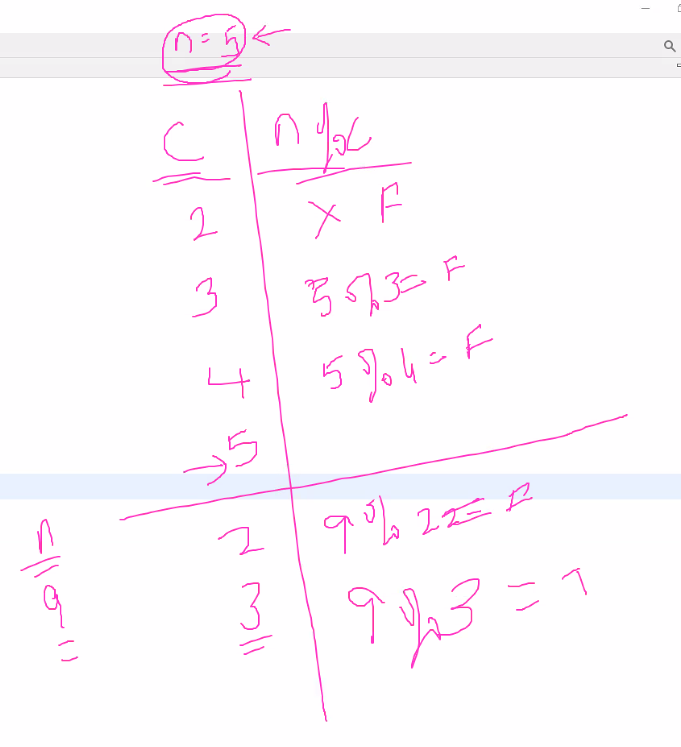 n = 5 ←
C n % c
2 × F
3 5 % 3 = F
4 5 % 4 = F
→ 5
n 2 9 % 2 = F
9 3 9 % 3 =